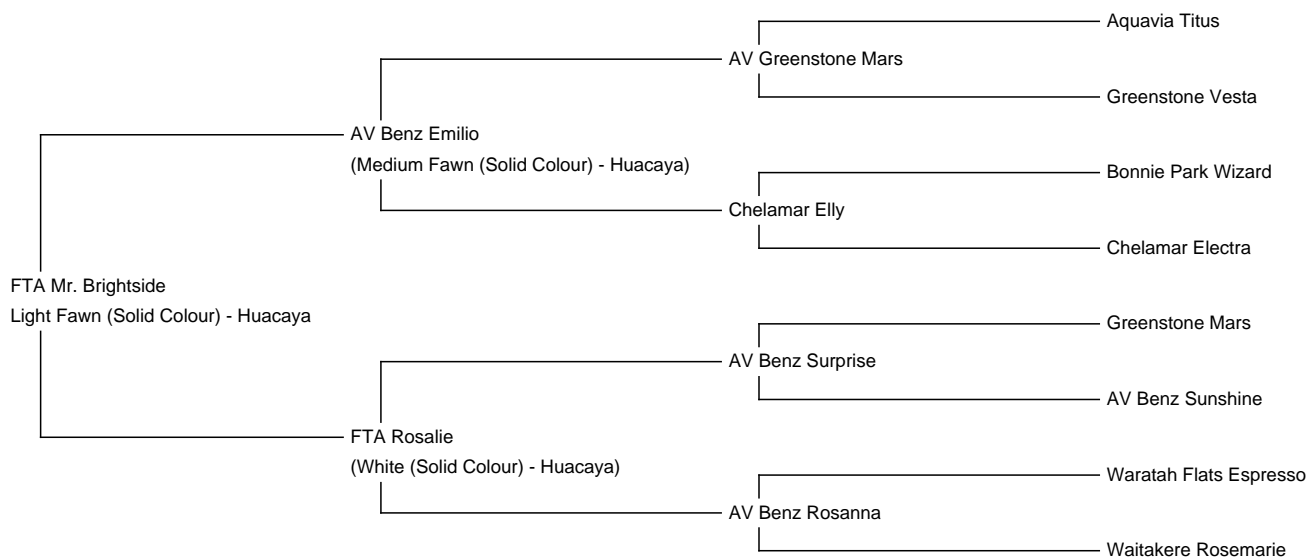 Aquavia Titus
AV Greenstone Mars
Greenstone Vesta
AV Benz Emilio
(Medium Fawn (Solid Colour) - Huacaya)
Bonnie Park Wizard
Chelamar Elly
Chelamar Electra
FTA Mr. Brightside
Light Fawn (Solid Colour) - Huacaya
Greenstone Mars
AV Benz Surprise
AV Benz Sunshine
FTA Rosalie
(White (Solid Colour) - Huacaya)
Waratah Flats Espresso
AV Benz Rosanna
Waitakere Rosemarie